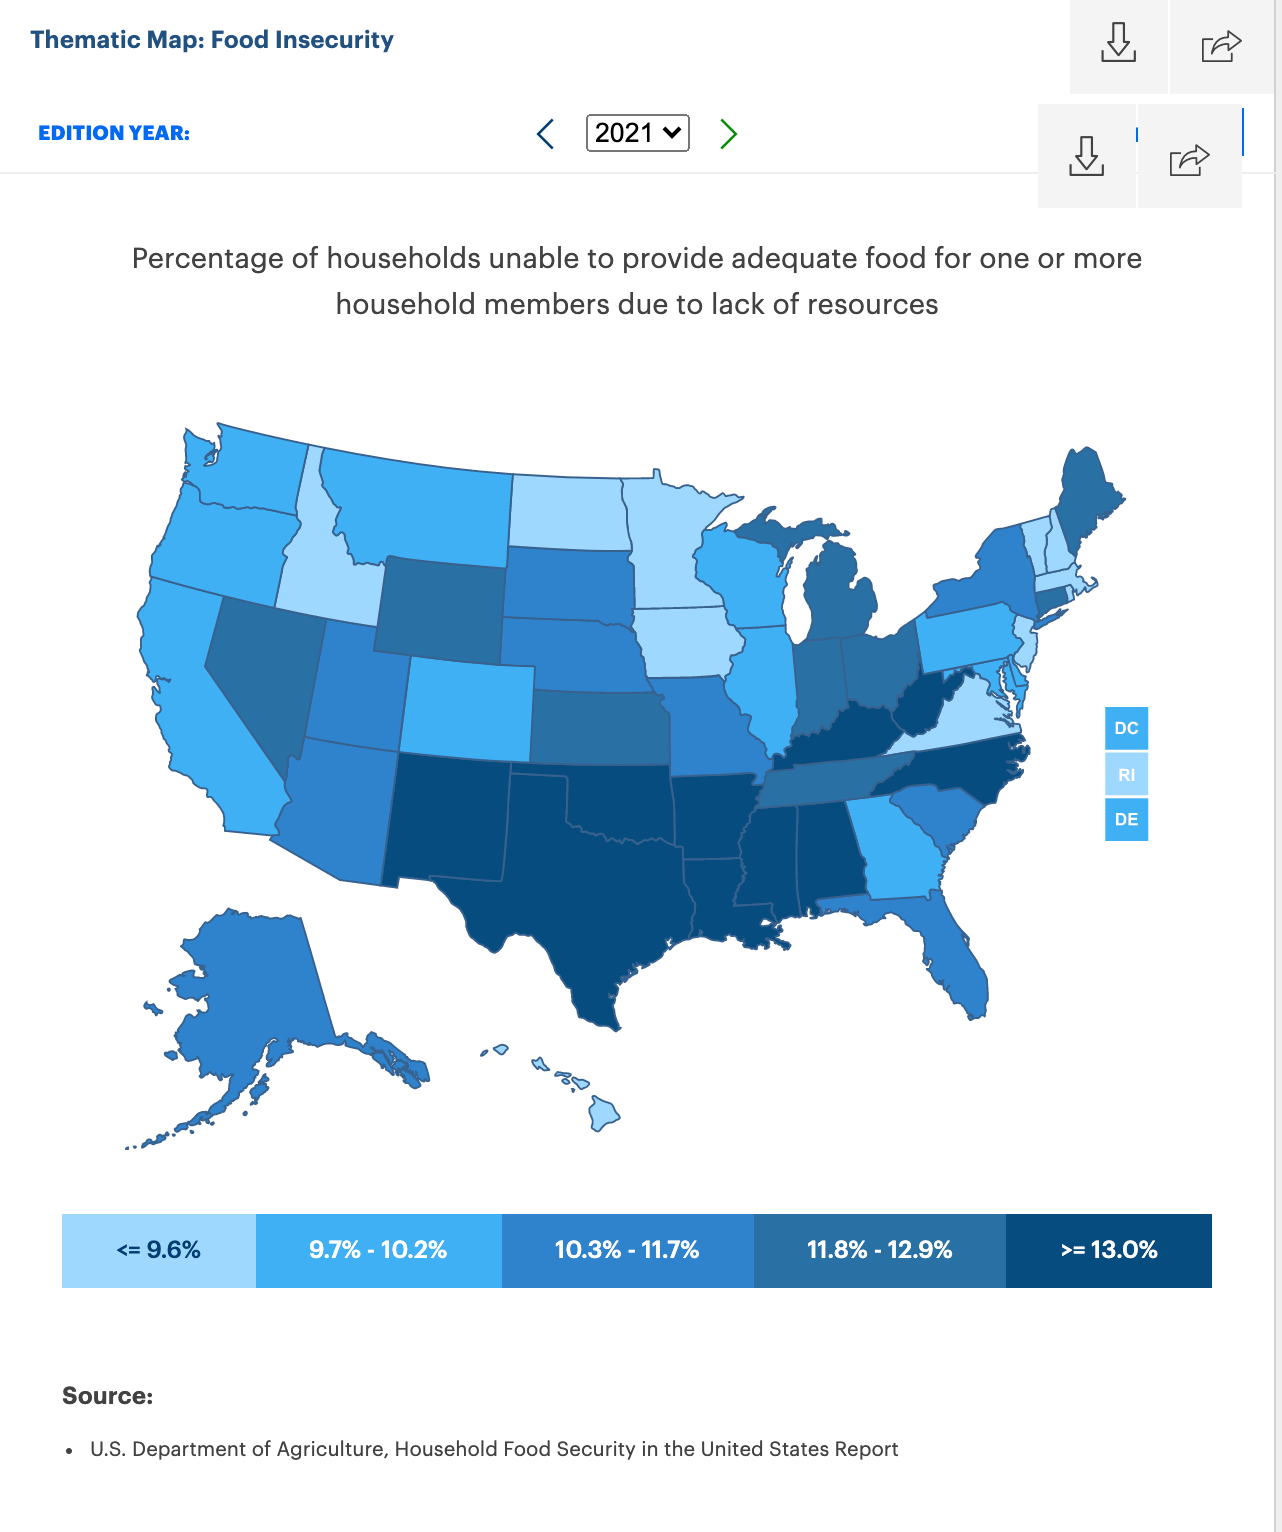 Thematic Map: Food Insecurity
EDITION YEAR:
2021
Percentage of households unable to provide adequate food for one or more
household members due to lack of resources
DC
RI
DE
<= 9.6%
9.7% - 10.2%
10.3% - 11.7%
11.8% - 12.9%
>= 13.0%
Source:
• U.S. Department of Agriculture, Household Food Security in the United States Report